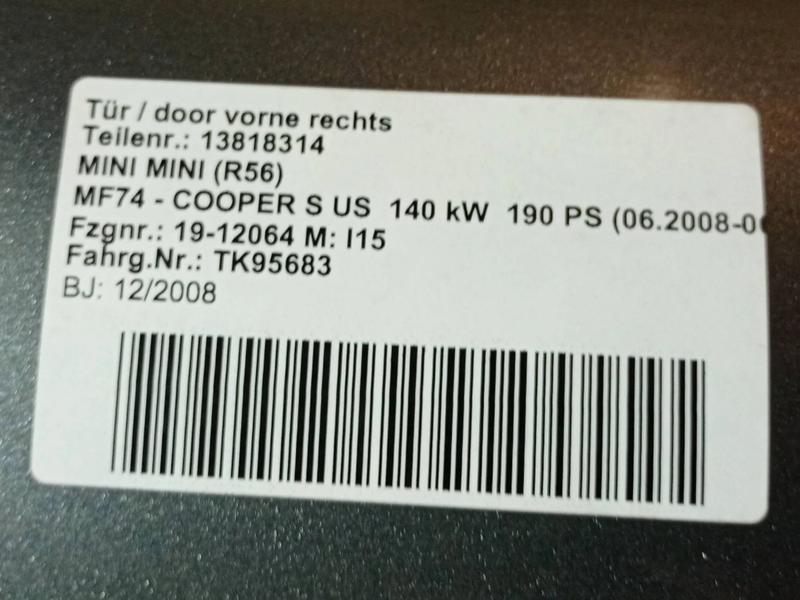 Tür / door vorne rechts
Teilenr.: 13818314
MINI MINI (R56)
MF74 - COOPER S US 140 kW 190 PS (06.2008-0
Fzgnr.: 19-12064 M: I15
Fahrg.Nr.: TK95683
BJ: 12/2008